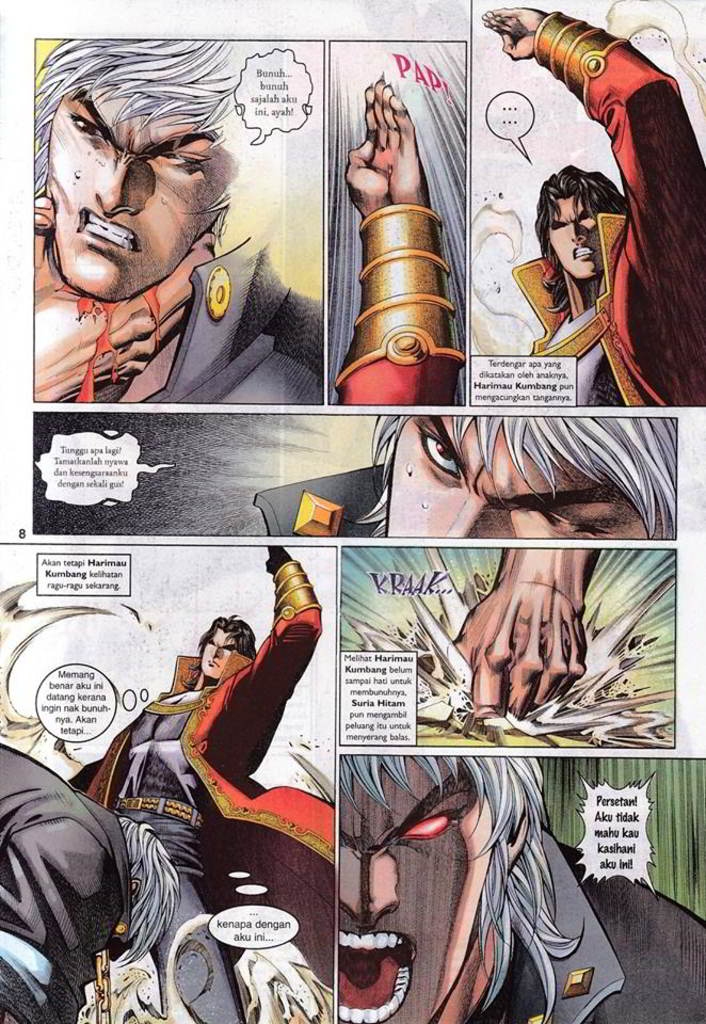 Bunuh...
bunuh
sajalah aku
ini, ayah!
PAP!
...
...
Terdengar apa yang
dikatakan oleh anaknya,
Harimau Kumbang pun
mengacungkan tangannya.
Tunggu apa lagi?
Tamatkanlah nyawa
dan kesengsaraanku
dengan sekali gus!
8
Akan tetapi Harimau
Kumbang kelihatan
ragu-ragu sekarang.
Memang
benar aku ini
datang kerana
ingin nak bunuh-
nya. Akan
tetapi...
...
kenapa dengan
aku ini...
KRAAK...
Melihat Harimau
Kumbang belum
sampai hati untuk
membunuhnya,
Suria Hitam
pun mengambil
peluang itu untuk
menyerang balas.
Persetan!
Aku tidak
mahu kau
kasihani
aku ini!